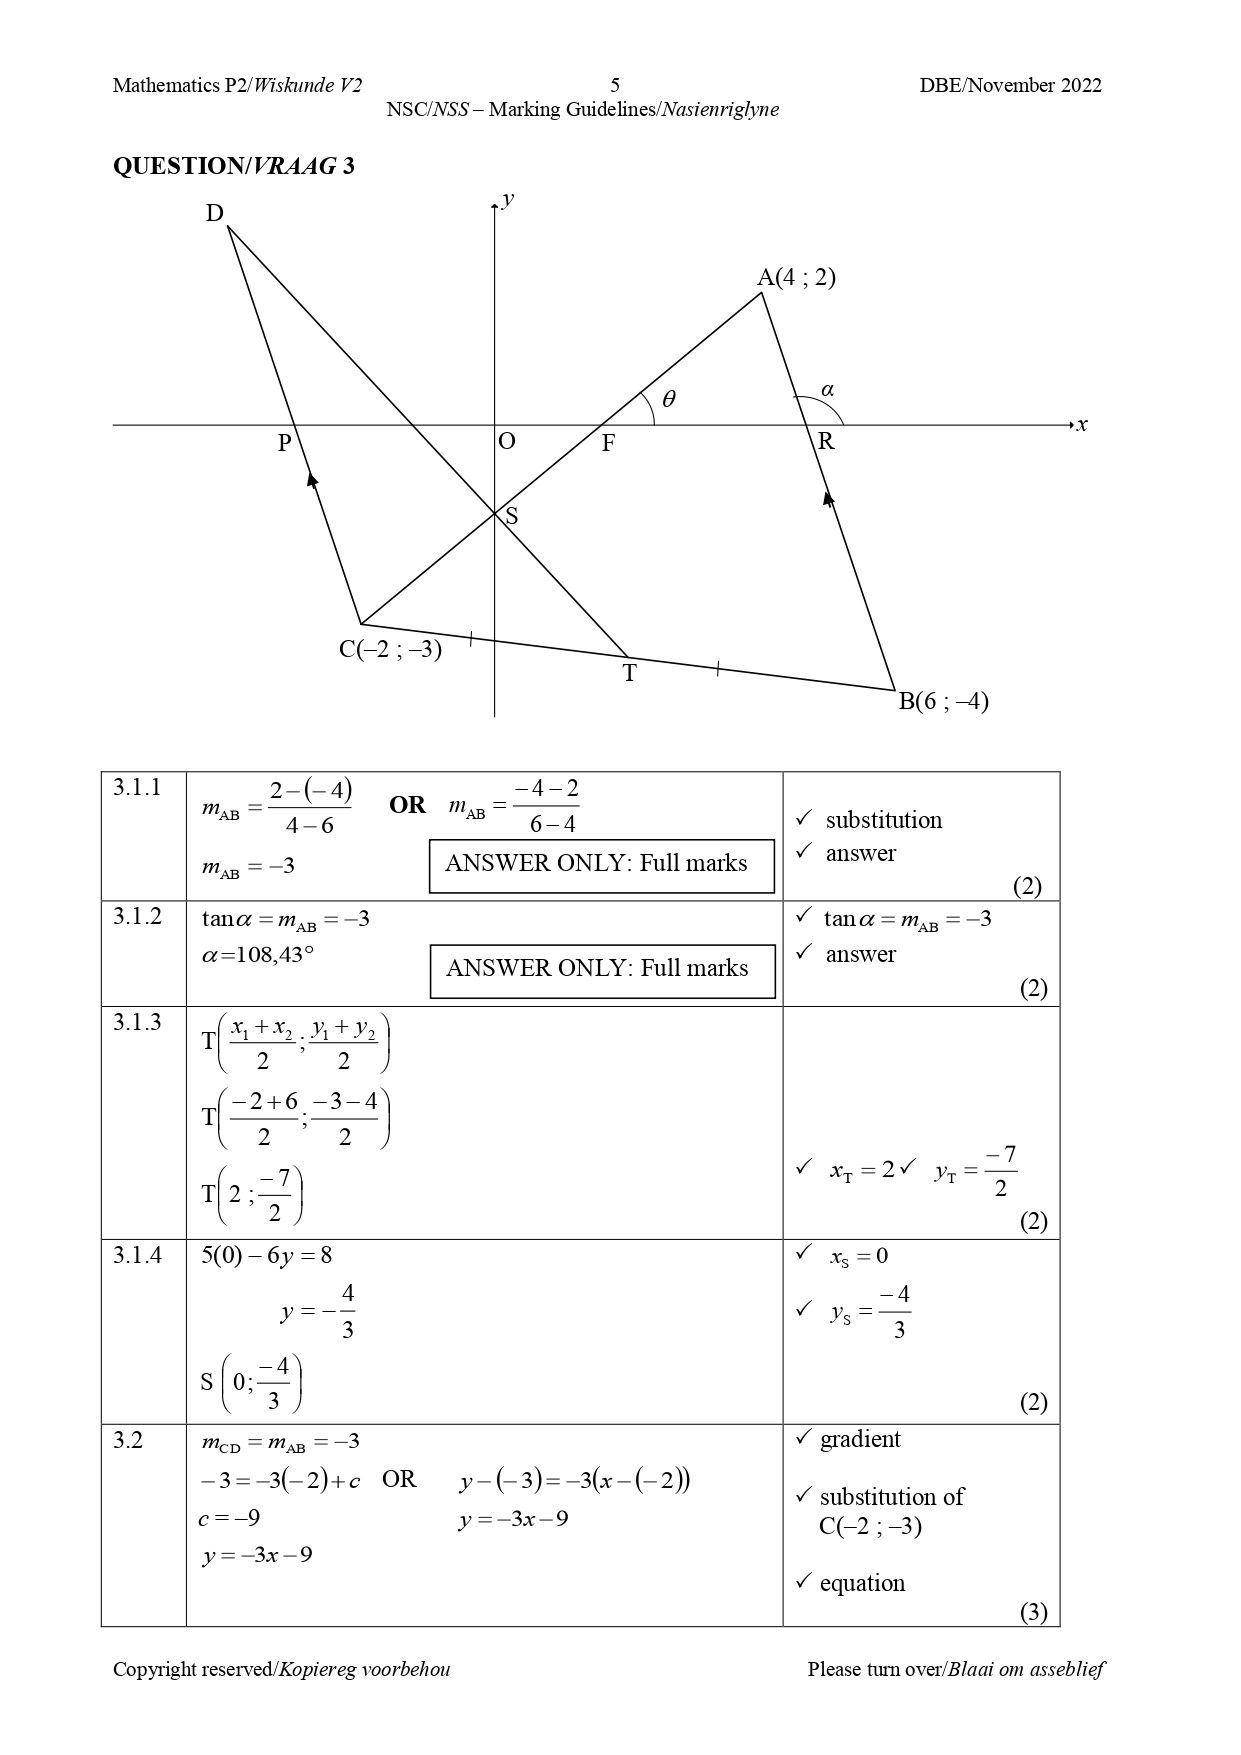 Mathematics P2/Wiskunde V2 5 DBE/November 2022
NSC/NSS – Marking Guidelines/Nasienriglyne
QUESTION/VRAAG 3
D
y
A(4 ; 2)
θ
α
x
P
O
F
R
S
C(–2 ; –3)
T
B(6 ; –4)
3.1.1
m_AB = (2 – (– 4))/(4 – 6) OR m_AB = (– 4 – 2)/(6 – 4)
m_AB = –3
ANSWER ONLY: Full marks
✓ substitution
✓ answer
(2)
3.1.2
tan α = m_AB = –3
α = 108,43°
ANSWER ONLY: Full marks
✓ tan α = m_AB = –3
✓ answer
(2)
3.1.3
T((x₁ + x₂)/2 ; (y₁ + y₂)/2)
T((– 2 + 6)/2 ; (– 3 – 4)/2)
T(2 ; – 7/2)
✓ x_T = 2 ✓ y_T = – 7/2
(2)
3.1.4
5(0) – 6y = 8
y = – 4/3
S (0; – 4/3)
✓ x_S = 0
✓ y_S = – 4/3
(2)
3.2
m_CD = m_AB = –3
– 3 = –3(– 2) + c OR y – (– 3) = –3(x – (– 2))
c = –9 y = –3x – 9
y = –3x – 9
✓ gradient
✓ substitution of
C(–2 ; –3)
✓ equation
(3)
Copyright reserved/Kopiereg voorbehou Please turn over/Blaai om asseblief